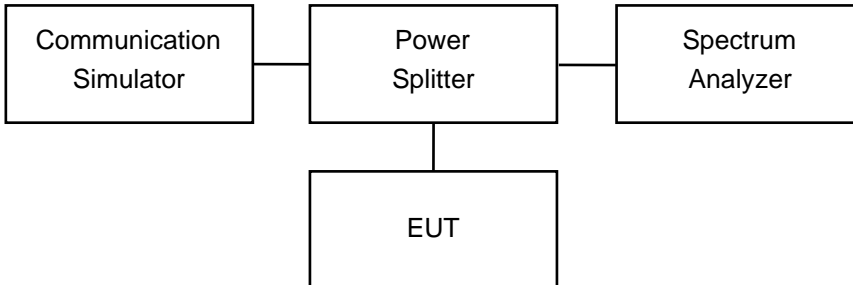 Communication
Simulator
Power
Splitter
Spectrum
Analyzer
EUT